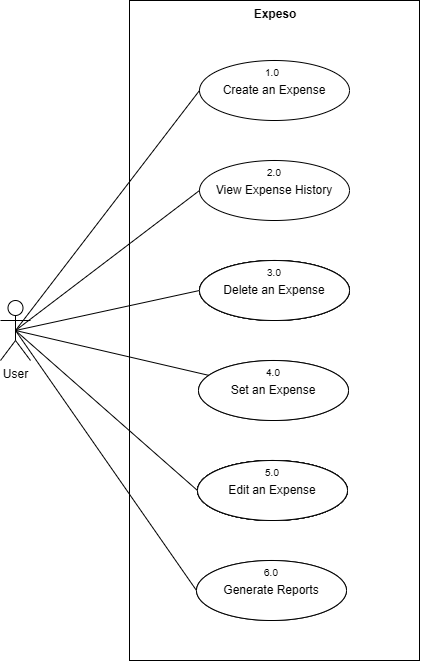 Expeso
1.0
Create an Expense
2.0
View Expense History
3.0
Delete an Expense
4.0
Set an Expense
5.0
Edit an Expense
6.0
Generate Reports
User